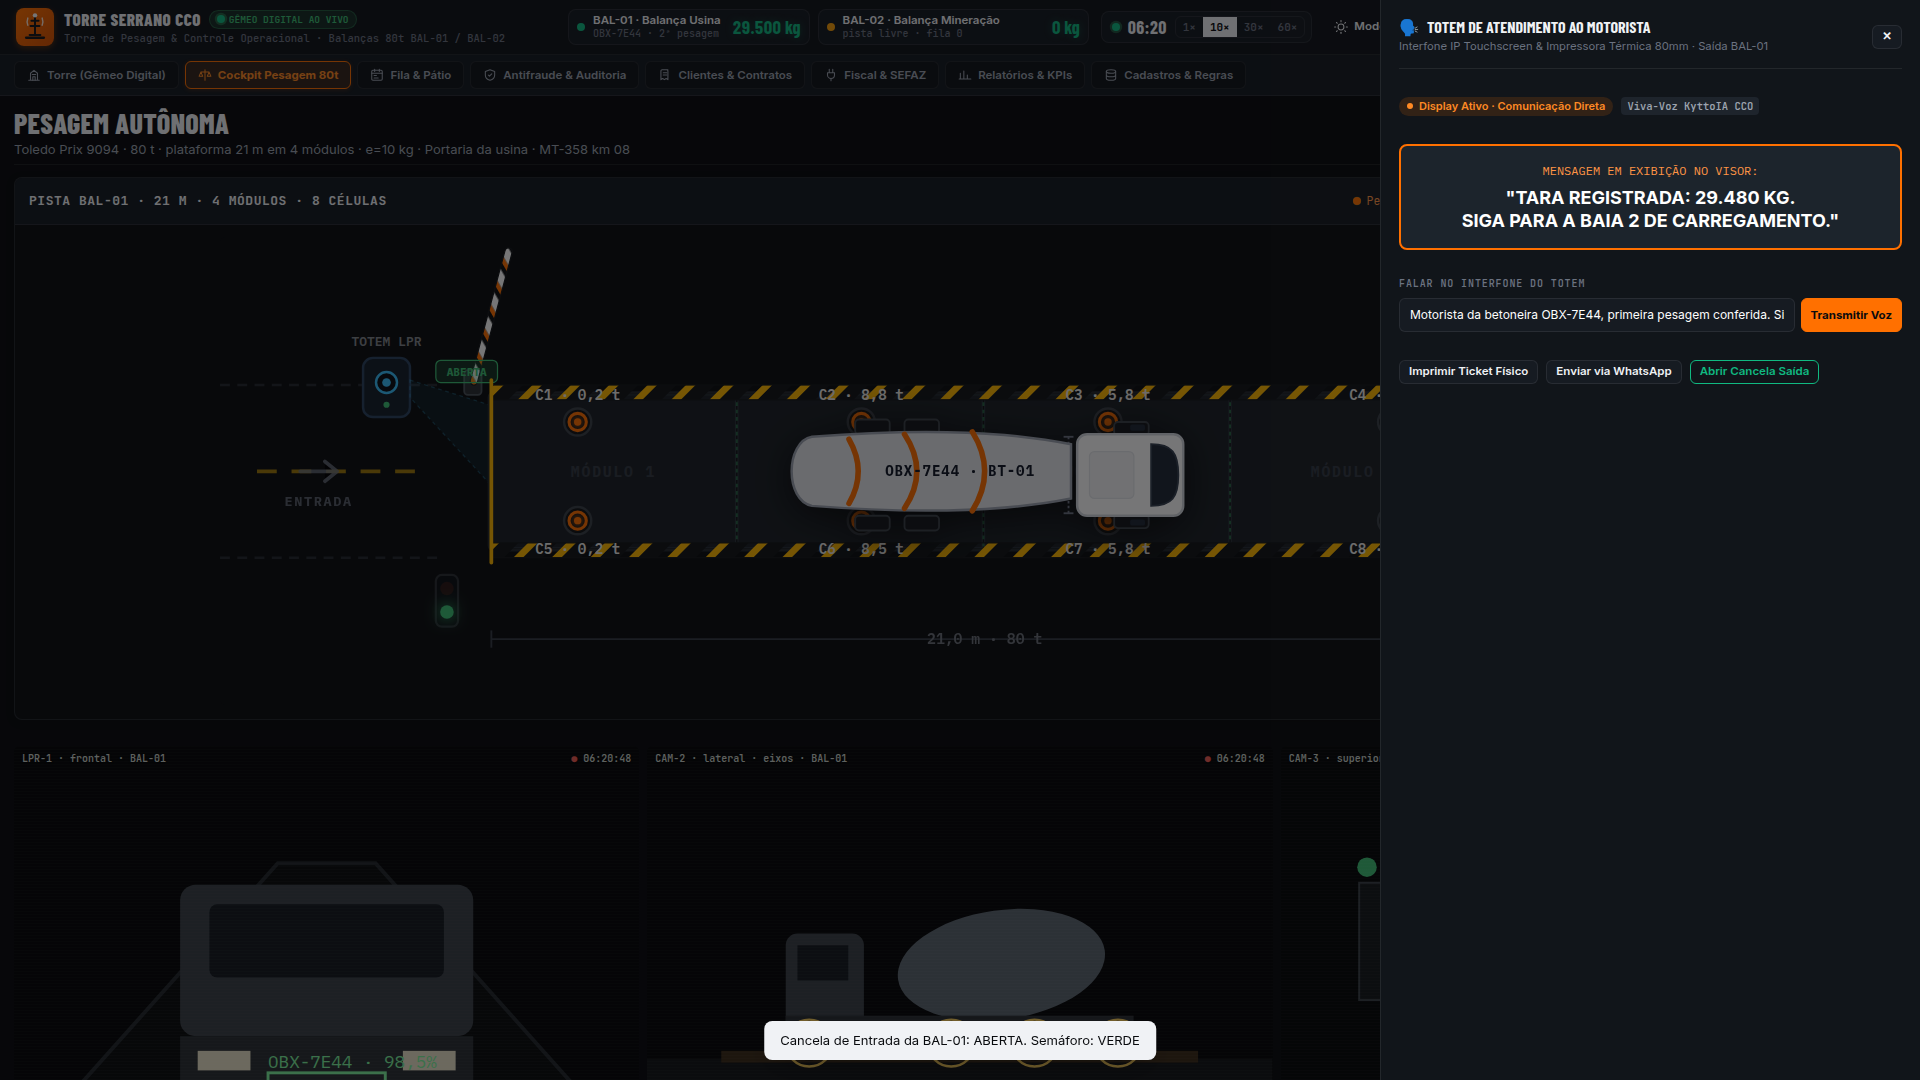 TORRE SERRANO CCO
GÊMEO DIGITAL AO VIVO
Torre de Pesagem & Controle Operacional · Balanças 80t BAL-01 / BAL-02
BAL-01 · Balança Usina
OBX-7E44 · 2ª pesagem
29.500 kg
BAL-02 · Balança Mineração
pista livre · fila 0
0 kg
06:20
1×
10×
30×
60×
Torre (Gêmeo Digital)
Cockpit Pesagem 80t
Fila & Pátio
Antifraude & Auditoria
Clientes & Contratos
Fiscal & SEFAZ
Relatórios & KPIs
Cadastros & Regras
PESAGEM AUTÔNOMA
Toledo Prix 9094 · 80 t · plataforma 21 m em 4 módulos · e=10 kg · Portaria da usina · MT-358 km 08
PISTA BAL-01 · 21 M · 4 MÓDULOS · 8 CÉLULAS
TOTEM LPR
ABERTA
ENTRADA
C1 · 0,2 t
C2 · 8,8 t
C3 · 5,8 t
C4
MÓDULO 1
OBX-7E44 · BT-01
MÓDULO
C5 · 0,2 t
C6 · 8,5 t
C7 · 5,8 t
C8
21,0 m · 80 t
LPR-1 · frontal · BAL-01
06:20:48
CAM-2 · lateral · eixos · BAL-01
06:20:48
CAM-3 · superior
OBX-7E44 · 98,5%
Cancela de Entrada da BAL-01: ABERTA. Semáforo: VERDE
TOTEM DE ATENDIMENTO AO MOTORISTA
Interfone IP Touchscreen & Impressora Térmica 80mm · Saída BAL-01
×
Display Ativo · Comunicação Direta
Viva-Voz KyttoIA CCO
MENSAGEM EM EXIBIÇÃO NO VISOR:
"TARA REGISTRADA: 29.480 KG.
SIGA PARA A BAIA 2 DE CARREGAMENTO."
FALAR NO INTERFONE DO TOTEM
Motorista da betoneira OBX-7E44, primeira pesagem conferida. Si
Transmitir Voz
Imprimir Ticket Físico
Enviar via WhatsApp
Abrir Cancela Saída